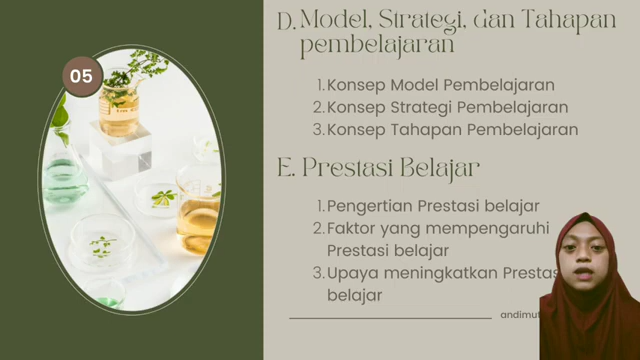 05
D. Model, Strategi, dan Tahapan
pembelajaran
1. Konsep Model Pembelajaran
2. Konsep Strategi Pembelajaran
3. Konsep Tahapan Pembelajaran
E. Prestasi Belajar
1. Pengertian Prestasi belajar
2. Faktor yang mempengaruhi
Prestasi belajar
3. Upaya meningkatkan
belajar